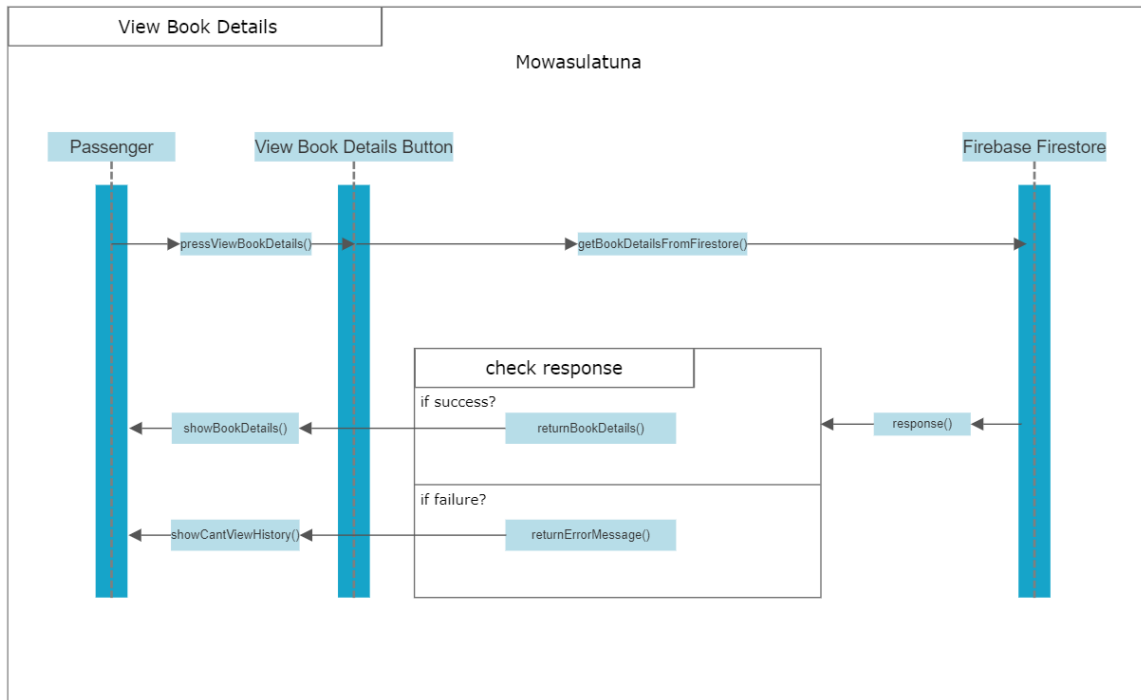 View Book Details
Mowasulatuna
Passenger
View Book Details Button
Firebase Firestore
pressViewBookDetails()
getBookDetailsFromFirestore()
check response
if success?
showBookDetails()
returnBookDetails()
response()
if failure?
showCantViewHistory()
returnErrorMessage()